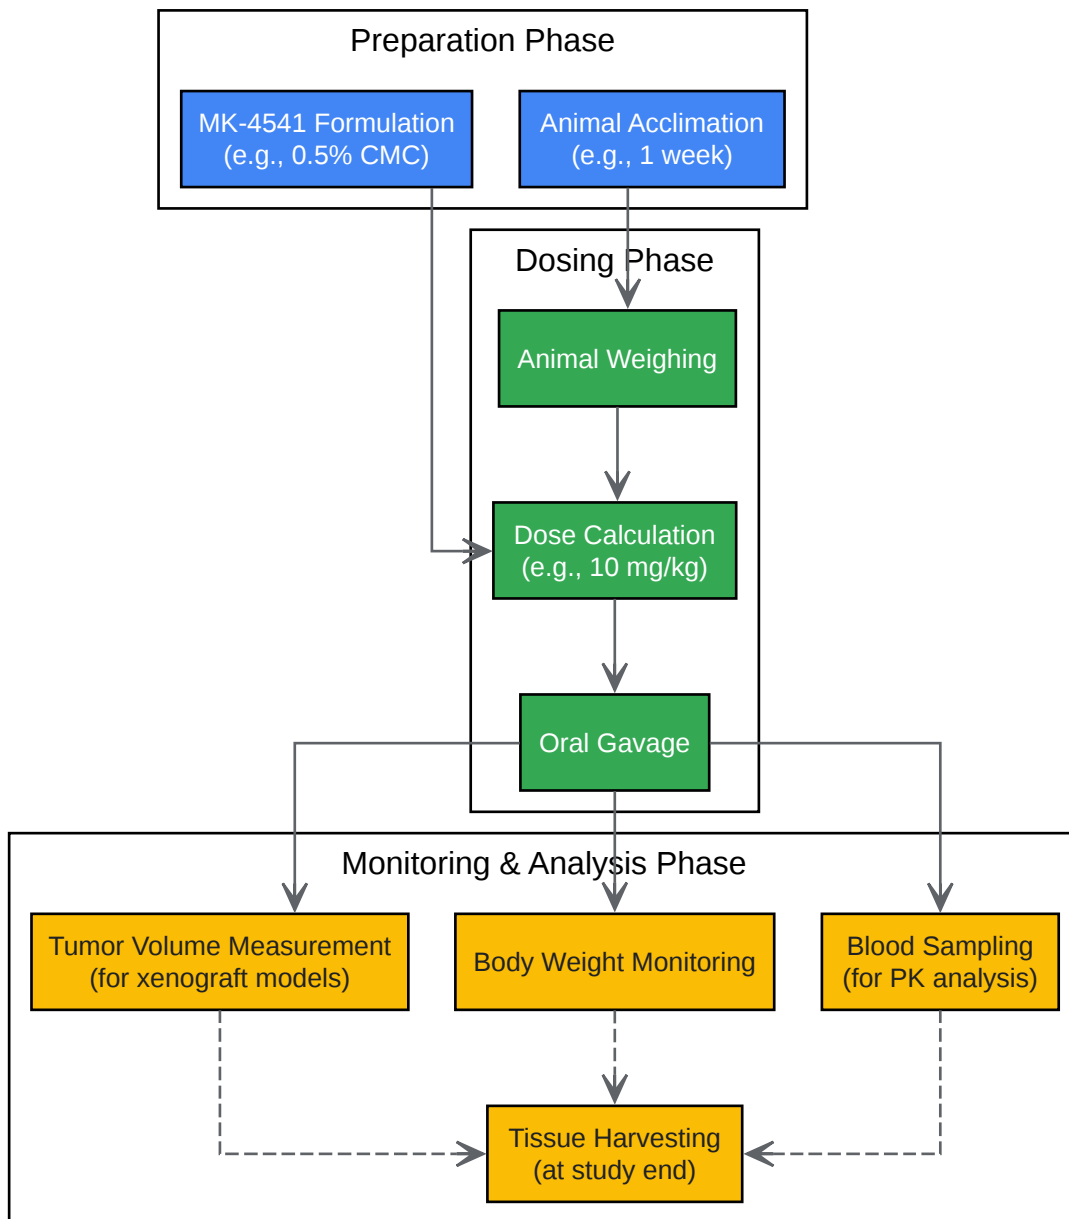 Preparation Phase
MK-4541 Formulation
(e.g., 0.5% CMC)
Animal Acclimation
(e.g., 1 week)
Dosing Phase
Animal Weighing
Dose Calculation
(e.g., 10 mg/kg)
Oral Gavage
Monitoring & Analysis Phase
Tumor Volume Measurement
(for xenograft models)
Body Weight Monitoring
Blood Sampling
(for PK analysis)
Tissue Harvesting
(at study end)